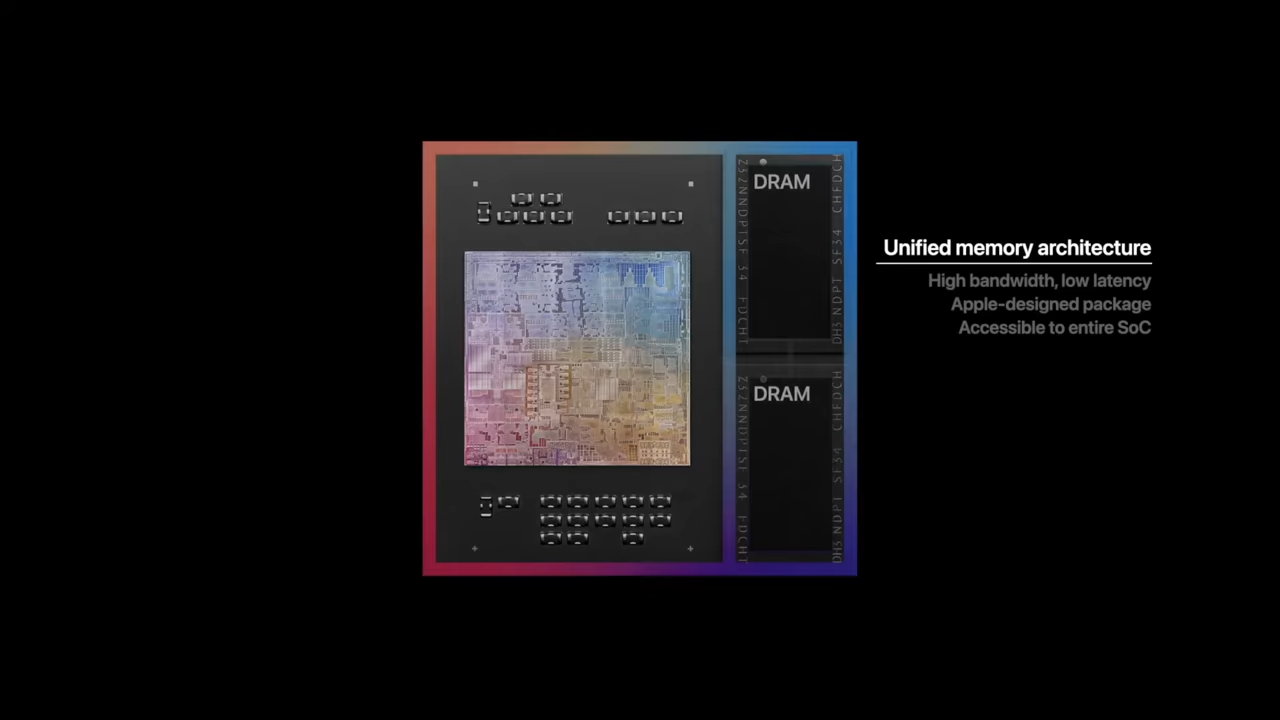 DRAM
DRAM
Unified memory architecture
High bandwidth, low latency
Apple-designed package
Accessible to entire SoC